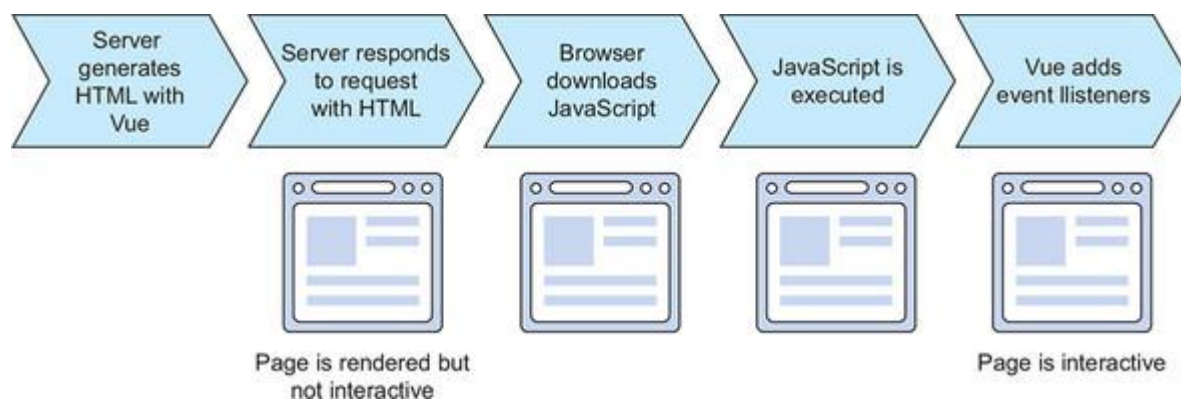 Server
generates
HTML with
Vue
Server responds
to request
with HTML
Browser
downloads
JavaScript
JavaScript is
executed
Vue adds
event llisteners
Page is rendered but
not interactive
Page is interactive